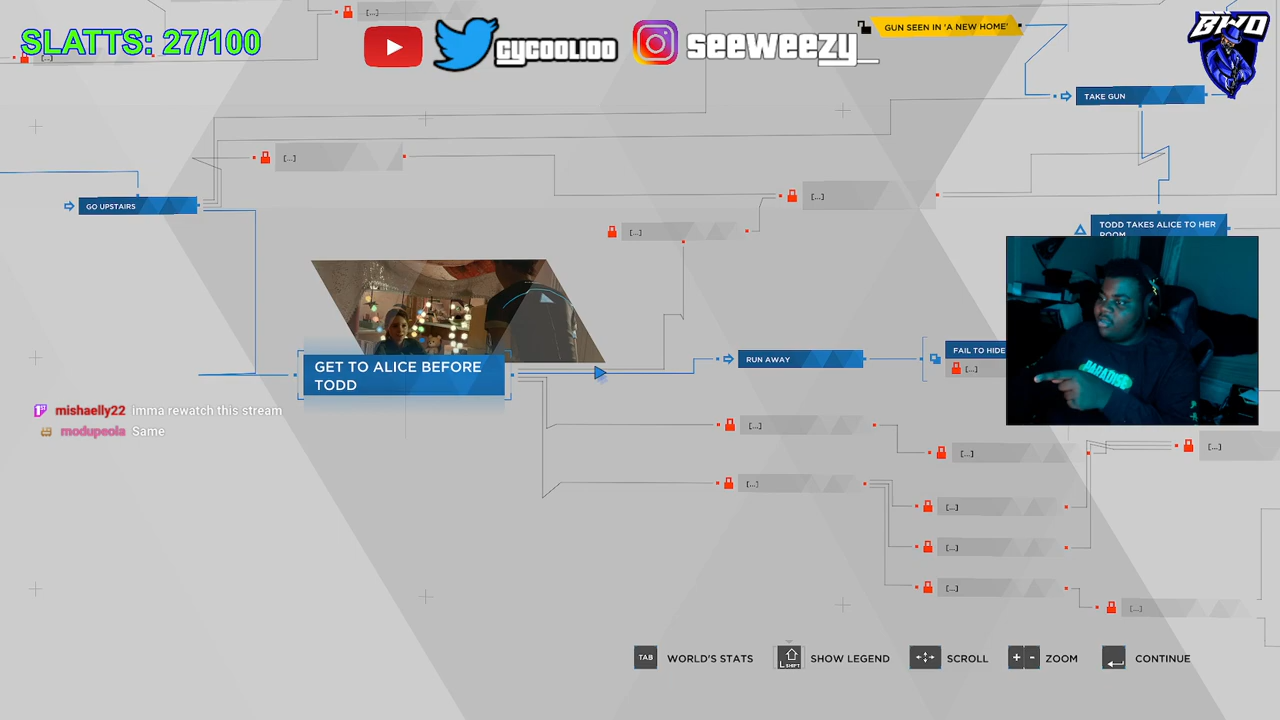 [...]
GUN SEEN IN 'A NEW HOME'
SLATTS: 27/100
cycool100
seeweezy_
BWO
[...]
TAKE GUN
[...]
[...]
GO UPSTAIRS
TODD TAKES ALICE TO HER
ROOM
[...]
GET TO ALICE BEFORE
TODD
RUN AWAY
FAIL TO HIDE
[...]
PARADISE
mishaelly22 imma rewatch this stream
modupeola Same
[...]
[...]
[...]
[...]
[...]
[...]
[...]
[...]
TAB WORLD'S STATS
L SHIFT SHOW LEGEND
SCROLL
+ - ZOOM
CONTINUE